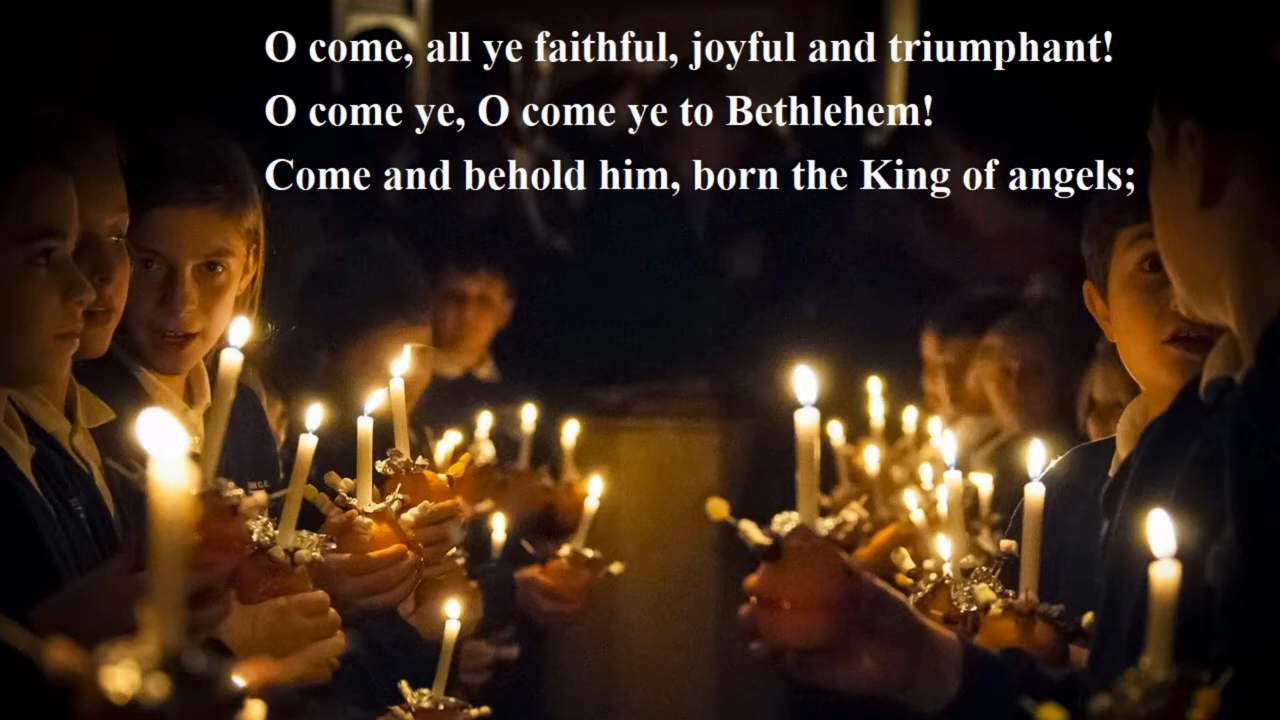 O come, all ye faithful, joyful and triumphant!
O come ye, O come ye to Bethlehem!
Come and behold him, born the King of angels;